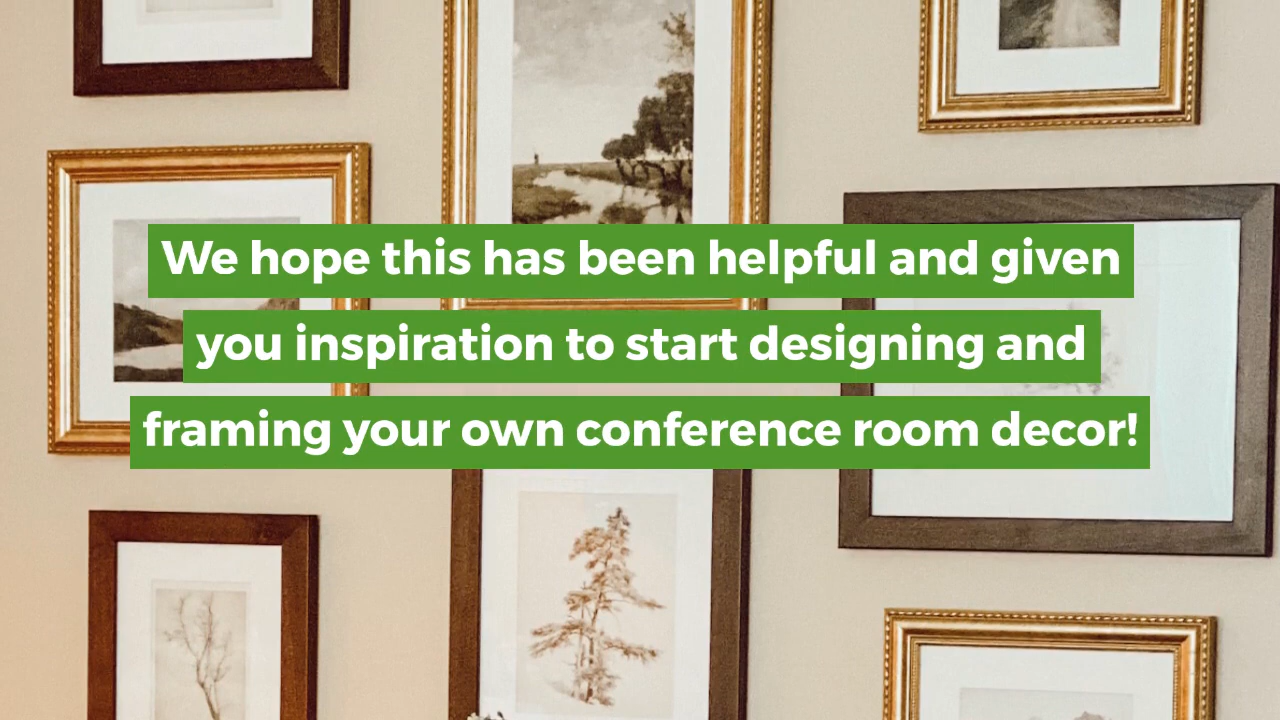 We hope this has been helpful and given
you inspiration to start designing and
framing your own conference room decor!